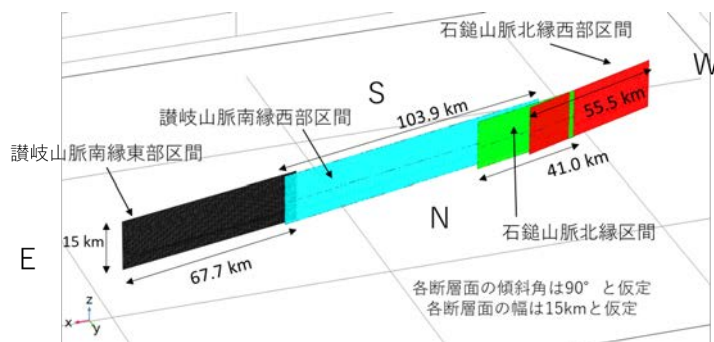 石鎚山脈北縁西部区間
W
S
103.9 km
讃岐山脈南縁西部区間
55.5 km
讃岐山脈南縁東部区間
41.0 km
N
石鎚山脈北縁区間
15 km
E
67.7 km
各断層面の傾斜角は90°と仮定
各断層面の幅は15kmと仮定
z
x
y